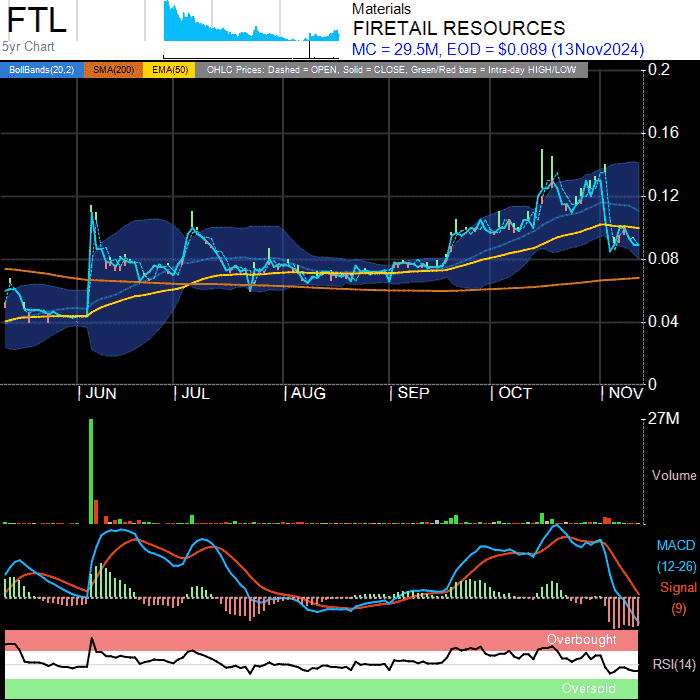 FTL
5yr Chart
Materials
FIRETAIL RESOURCES
MC = 29.5M, EOD = $0.089 (13Nov2024)
BollBands(20,2) SMA(200) EMA(50) OHLC Prices: Dashed = OPEN, Solid = CLOSE, Green/Red bars = Intra-day HIGH/LOW
0.2
0.16
0.12
0.08
0.04
0
| JUN | JUL | AUG | SEP | OCT | NOV
27M
Volume
MACD
(12-26)
Signal
(9)
Overbought
RSI(14)
Oversold